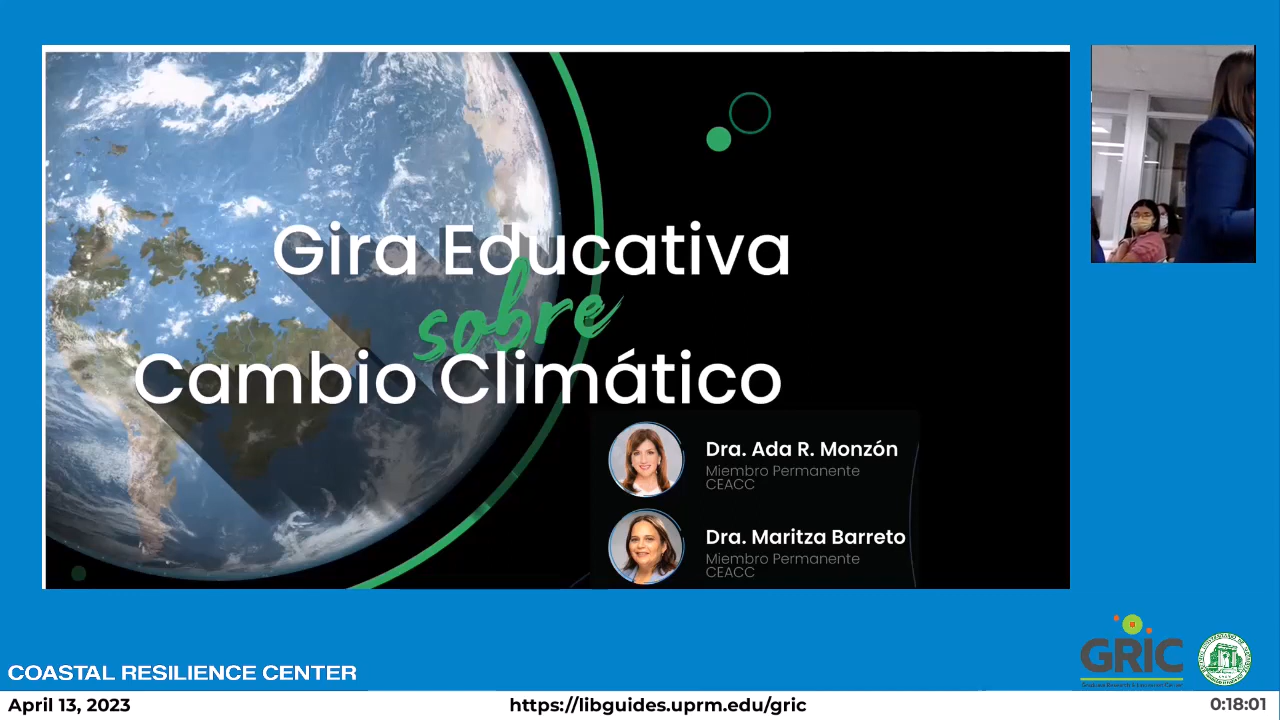 Gira Educativa
sobre
Cambio Climático
Dra. Ada R. Monzón
Miembro Permanente
CEACC
Dra. Maritza Barreto
Miembro Permanente
CEACC
GRIC
COASTAL RESILIENCE CENTER
April 13, 2023
https://libguides.uprm.edu/gric
0:18:01